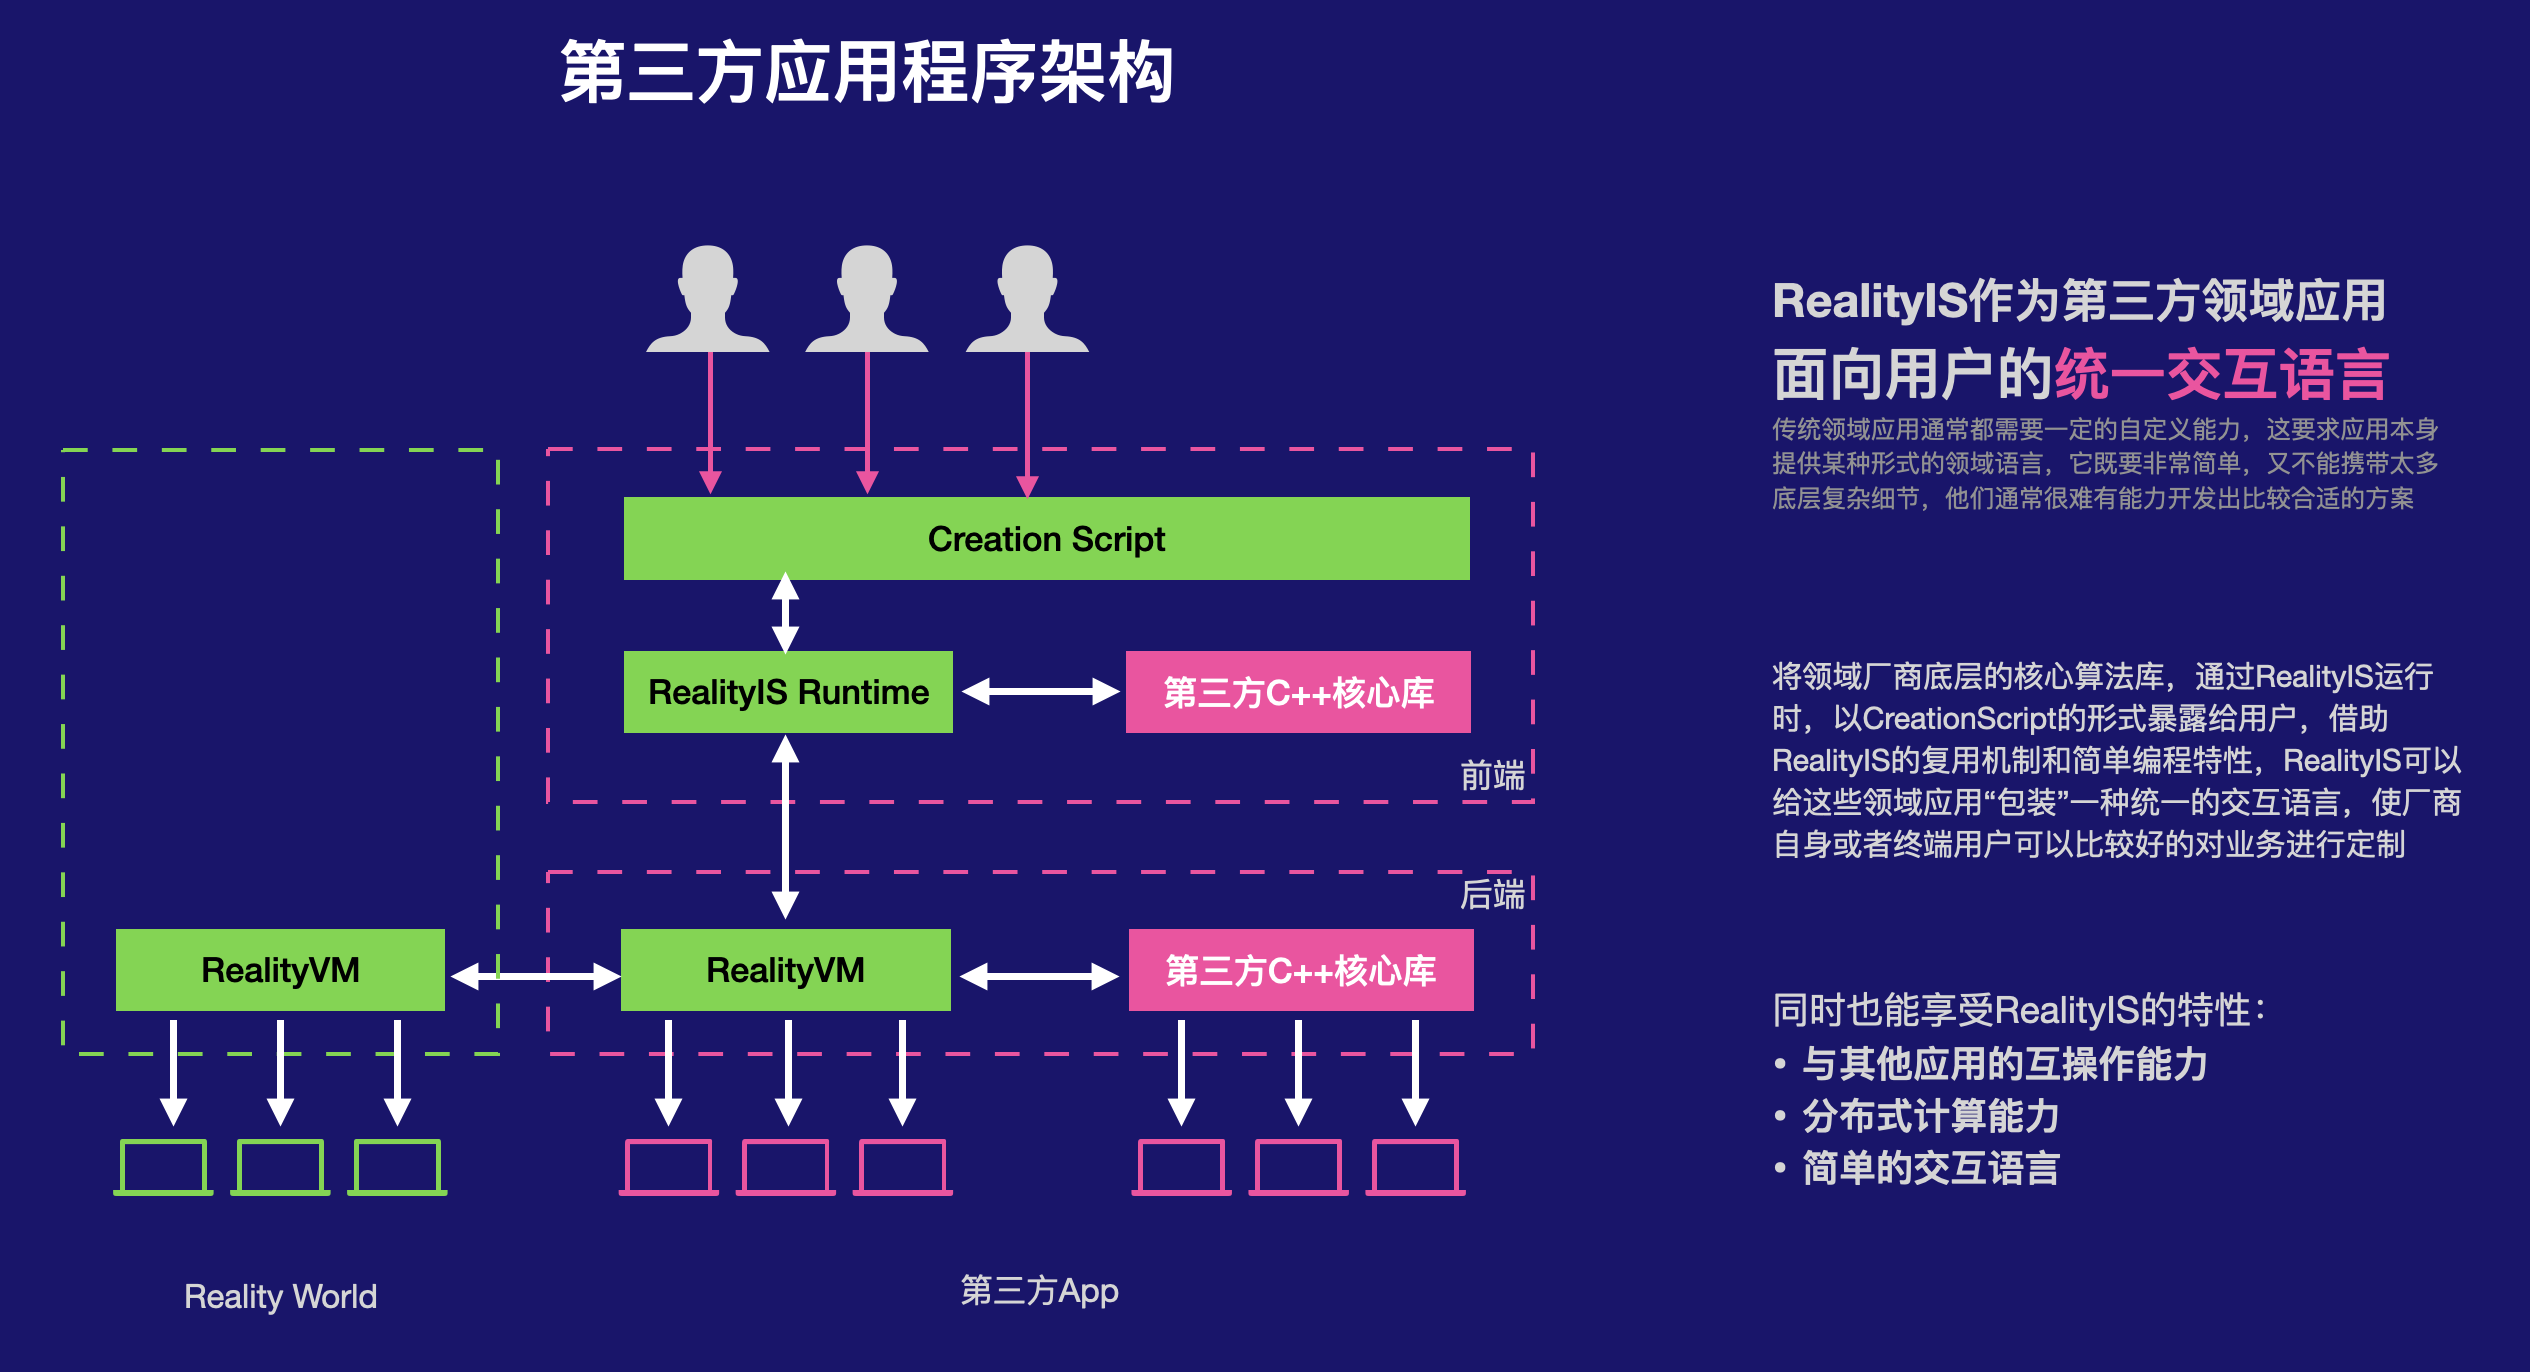 第三方应用程序架构
Creation Script
RealityIS Runtime
第三方C++核心库
前端
后端
RealityVM
RealityVM
第三方C++核心库
Reality World
第三方App
RealityIS作为第三方领域应用
面向用户的统一交互语言
传统领域应用通常都需要一定的自定义能力，这要求应用本身
提供某种形式的领域语言，它既要非常简单，又不能携带太多
底层复杂细节，他们通常很难有能力开发出比较合适的方案
将领域厂商底层的核心算法库，通过RealityIS运行
时，以CreationScript的形式暴露给用户，借助
RealityIS的复用机制和简单编程特性，RealityIS可以
给这些领域应用“包装”一种统一的交互语言，使厂商
自身或者终端用户可以比较好的对业务进行定制
同时也能享受RealityIS的特性：
• 与其他应用的互操作能力
• 分布式计算能力
• 简单的交互语言